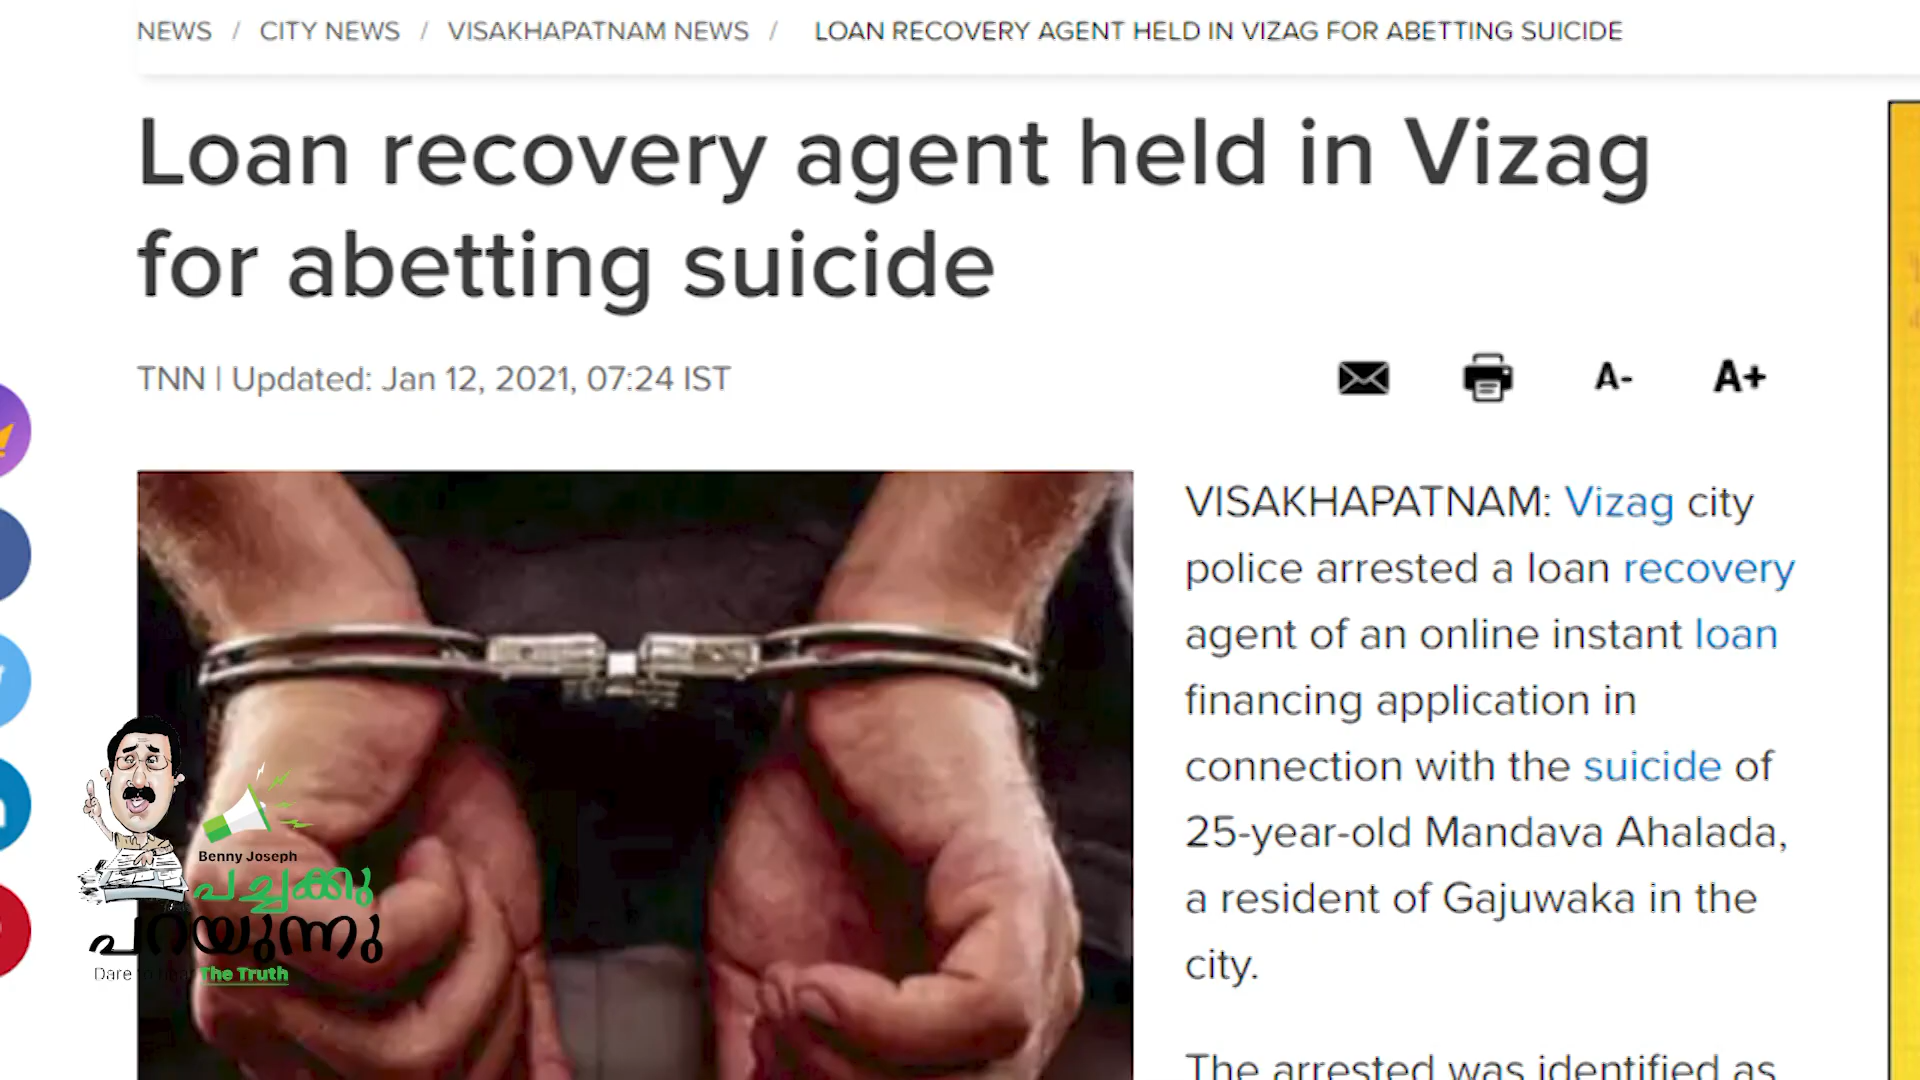 NEWS / CITY NEWS / VISAKHAPATNAM NEWS / LOAN RECOVERY AGENT HELD IN VIZAG FOR ABETTING SUICIDE
Loan recovery agent held in Vizag
for abetting suicide
TNN | Updated: Jan 12, 2021, 07:24 IST
A- A+
VISAKHAPATNAM: Vizag city
police arrested a loan recovery
agent of an online instant loan
financing application in
connection with the suicide of
25-year-old Mandava Ahalada,
a resident of Gajuwaka in the
city.
The arrested was identified as
Benny Joseph
പച്ചക്കു
പറയുന്നു
Dare to hear The Truth